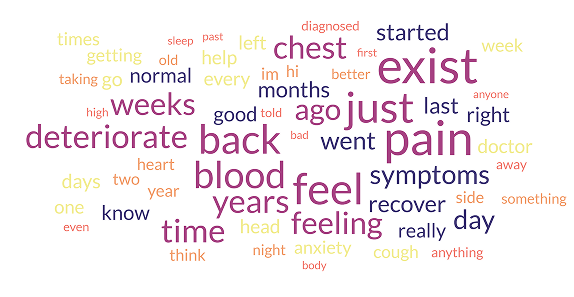 diagnosed
sleep past
times left chest started
getting old help first exist week
taking go normal every im hi better
months
high weeks good told ago just last right anyone
deteriorate back bad went pain doctor
heart blood symptoms away
days two year feel
one years recover side something
know
even time head feeling really day
think night anxiety cough anything
body